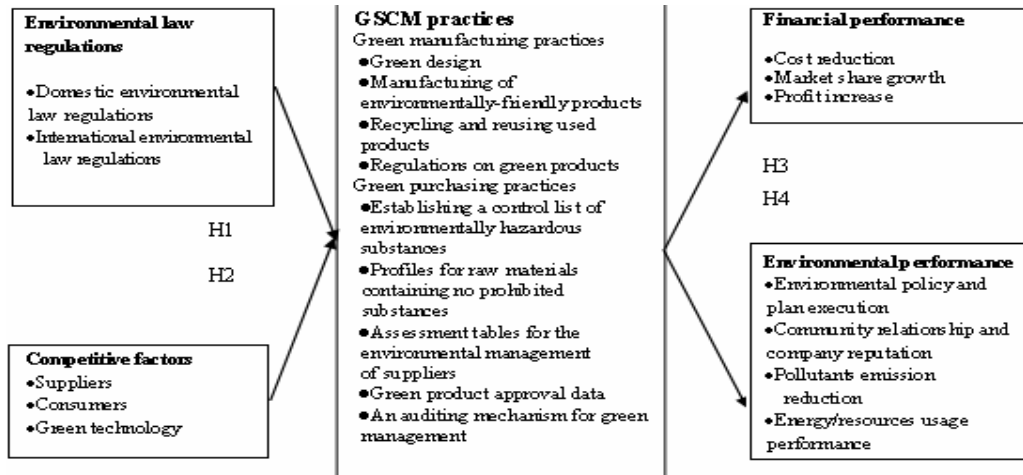 Environmental law
regulations
●Domestic environmental
law regulations
●International environmental
law regulations
H1
H2
Competitive factors
●Suppliers
●Consumers
●Green technology
GSCM practices
Green manufacturing practices
●Green design
●Manufacturing of
environmentally-friendly products
●Recycling and reusing used
products
●Regulations on green products
Green purchasing practices
●Establishing a control list of
environmentally hazardous
substances
●Profiles for raw materials
containing no prohibited
substances
●Assessment tables for the
environmental management
of suppliers
●Green product approval data
●An auditing mechanism for green
management
Financial performance
●Cost reduction
●Market share growth
●Profit increase
H3
H4
Environmental performance
●Environmental policy and
plan execution
●Community relationship and
company reputation
●Pollutants emission
reduction
●Energy/resources usage
performance